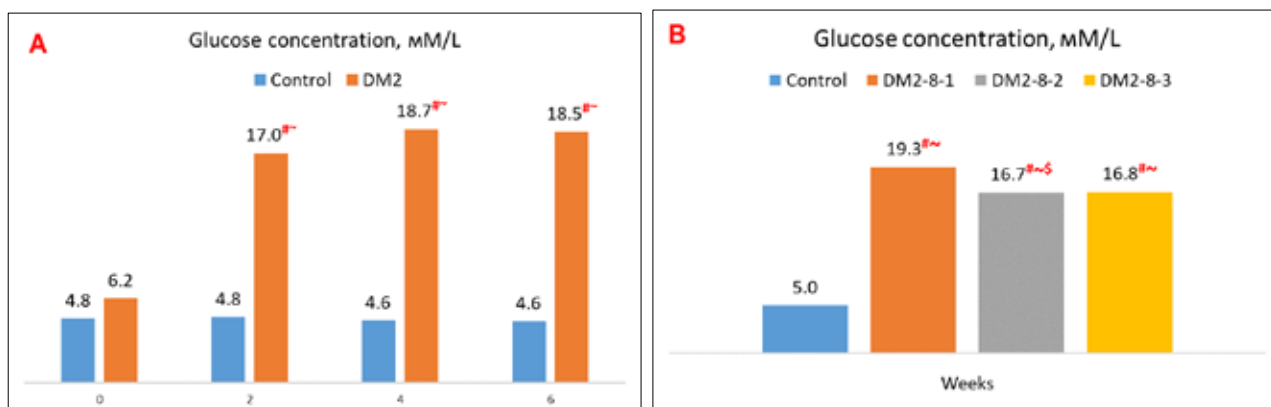 A
Glucose concentration, мM/L
Control DM2
4.8 6.2 4.8 17.0#~ 4.6 18.7#~ 4.6 18.5#~
0 2 4 6
B
Glucose concentration, мM/L
Control DM2-8-1 DM2-8-2 DM2-8-3
5.0 19.3#~ 16.7#~$ 16.8#~
Weeks